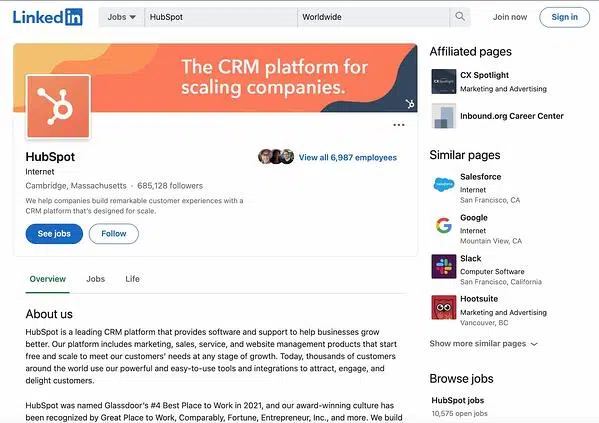 LinkedIn
Jobs
HubSpot
Worldwide
Join now
Sign in
The CRM platform for
scaling companies.
HubSpot
Internet
Cambridge, Massachusetts · 685,128 followers
We help companies build remarkable customer experiences with a
CRM platform that's designed for scale.
View all 6,987 employees
See jobs
Follow
Overview
Jobs
Life
About us
HubSpot is a leading CRM platform that provides software and support to help businesses grow
better. Our platform includes marketing, sales, service, and website management products that start
free and scale to meet our customers' needs at any stage of growth. Today, thousands of customers
around the world use our powerful and easy-to-use tools and integrations to attract, engage, and
delight customers.
HubSpot was named Glassdoor's #4 Best Place to Work in 2021, and our award-winning culture has
been recognized by Great Place to Work, Comparably, Fortune, Entrepreneur, Inc., and more. We build
Affiliated pages
CX Spotlight
Marketing and Advertising
Inbound.org Career Center
Similar pages
Salesforce
Internet
San Francisco, CA
Google
Internet
Mountain View, CA
Slack
Computer Software
San Francisco, California
Hootsuite
Marketing and Advertising
Vancouver, BC
Show more similar pages
Browse jobs
HubSpot jobs
10,575 open jobs